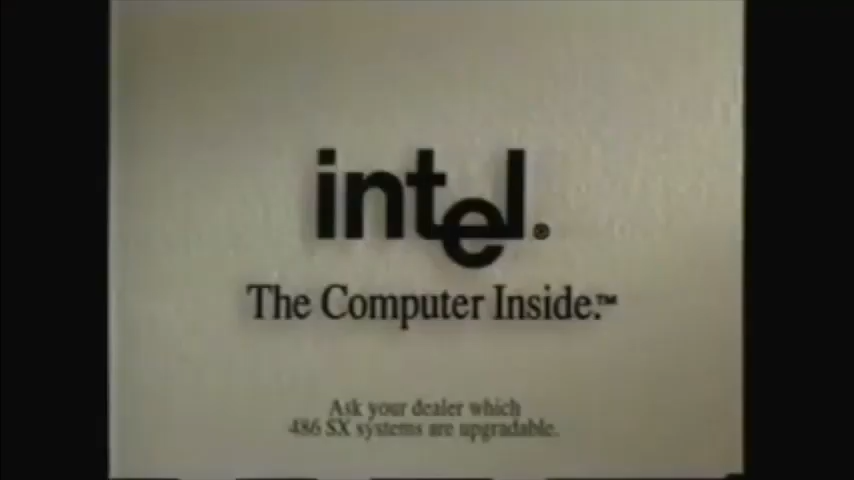 intel®
The Computer Inside.™
Ask your dealer which
486 SX systems are upgradable.